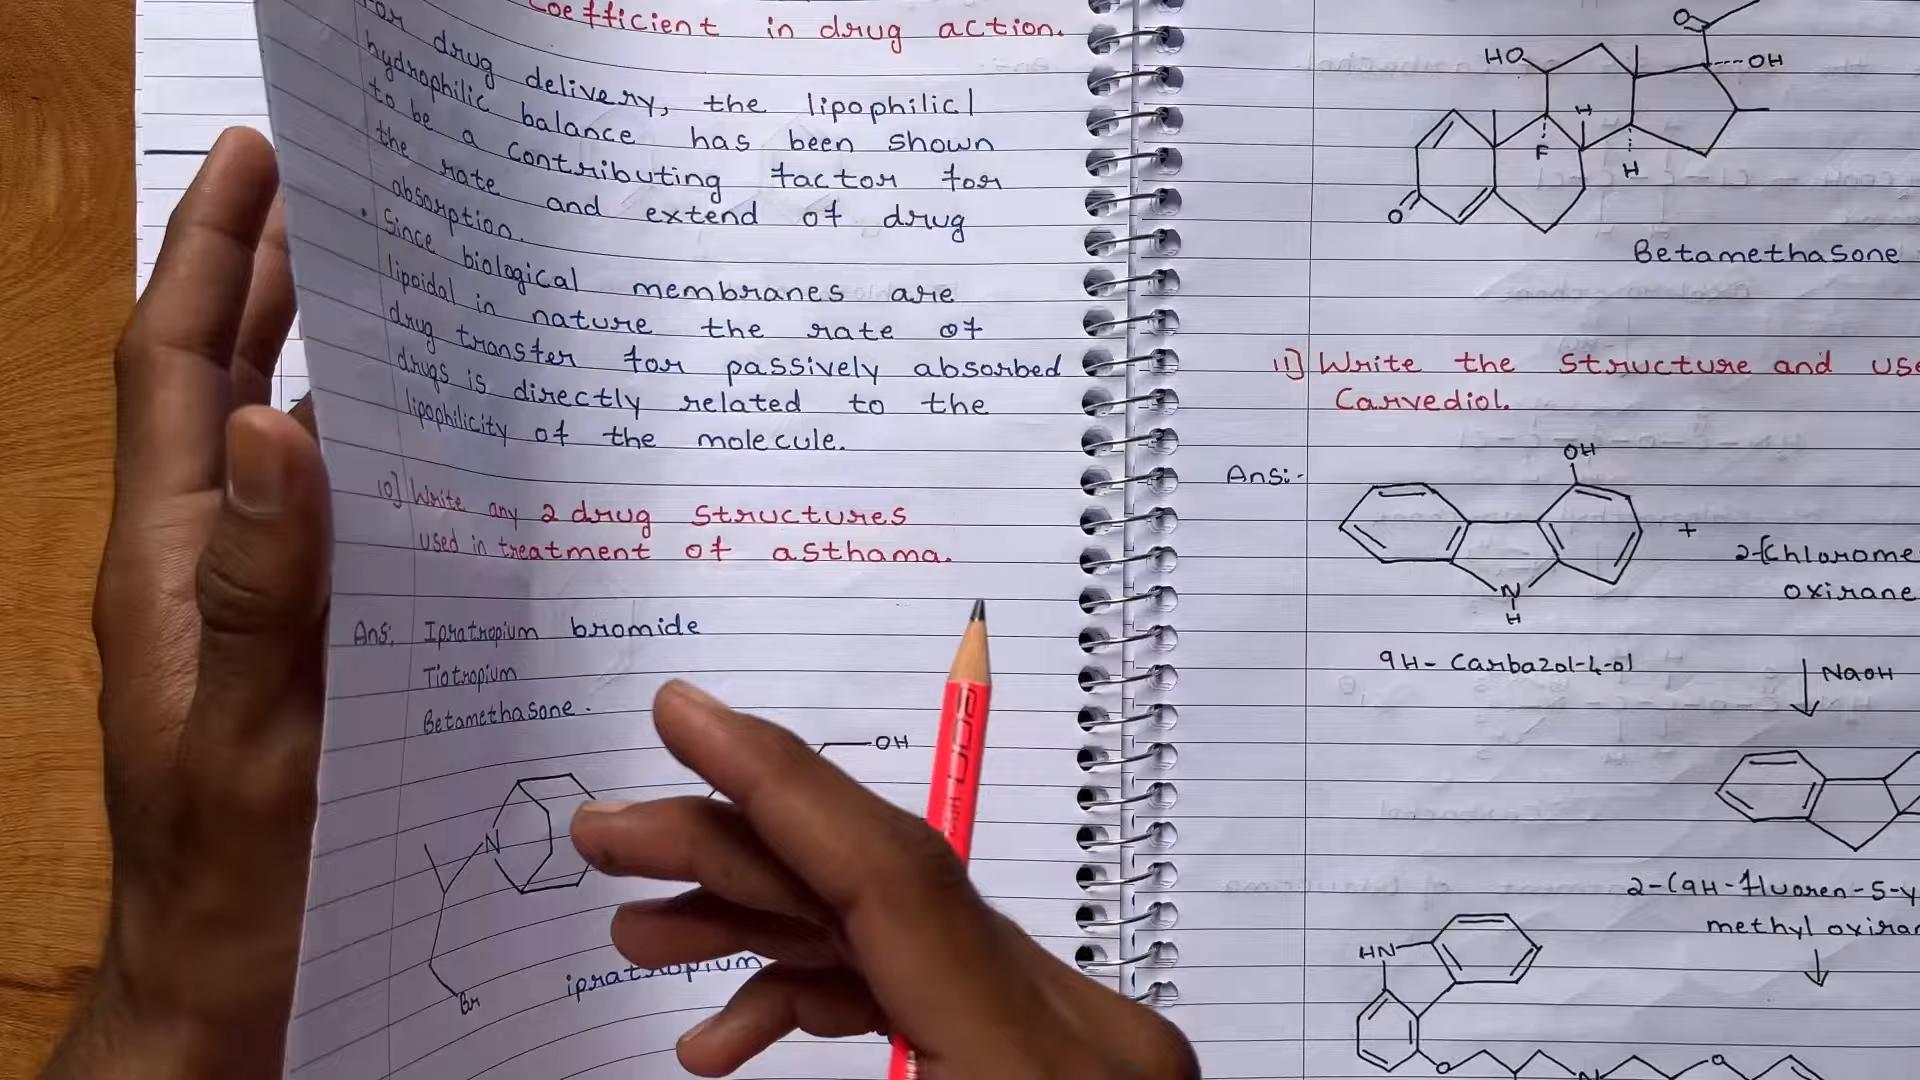 Coefficient in drug action.
For drug delivery, the lipophilic/
hydrophilic balance has been shown
to be a contributing factor for
the rate and extend of drug
absorption.
• Since biological membranes are
lipoidal in nature the rate of
drug transfer for passively absorbed
drugs is directly related to the
lipophilicity of the molecule.
10] Write any 2 drug structures
used in treatment of asthama.
Ans: Ipratropium bromide
Tiotropium
Betamethasone.
OH
N
Br
ipratropium
O
HO
OH
H
F
H
O
Betamethasone
11] Write the structure and use
Carvediol.
Ans:-
OH
+
2-(Chlorome
oxirane
N
H
9H-Carbazol-4-ol
NaOH
2-(9H-fluoren-5-y
methyl oxiran
HN
O
N
O